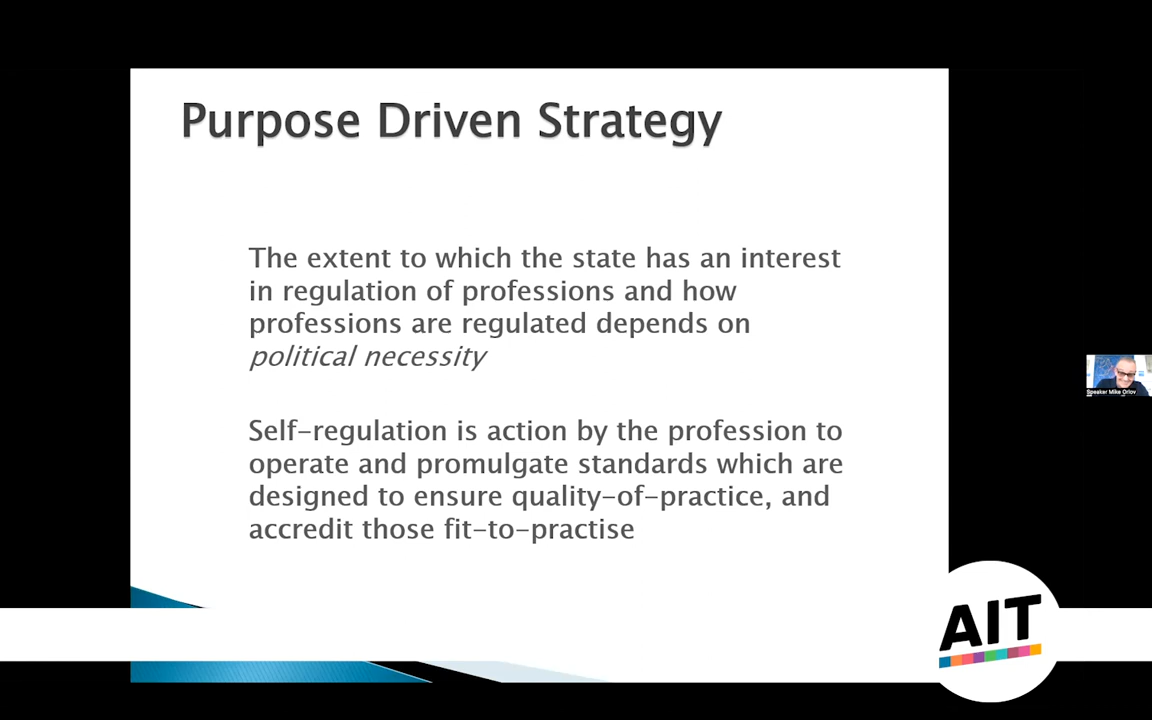 Purpose Driven Strategy
The extent to which the state has an interest
in regulation of professions and how
professions are regulated depends on
political necessity
Self-regulation is action by the profession to
operate and promulgate standards which are
designed to ensure quality-of-practice, and
accredit those fit-to-practise
Speaker Mike Orlov
AIT